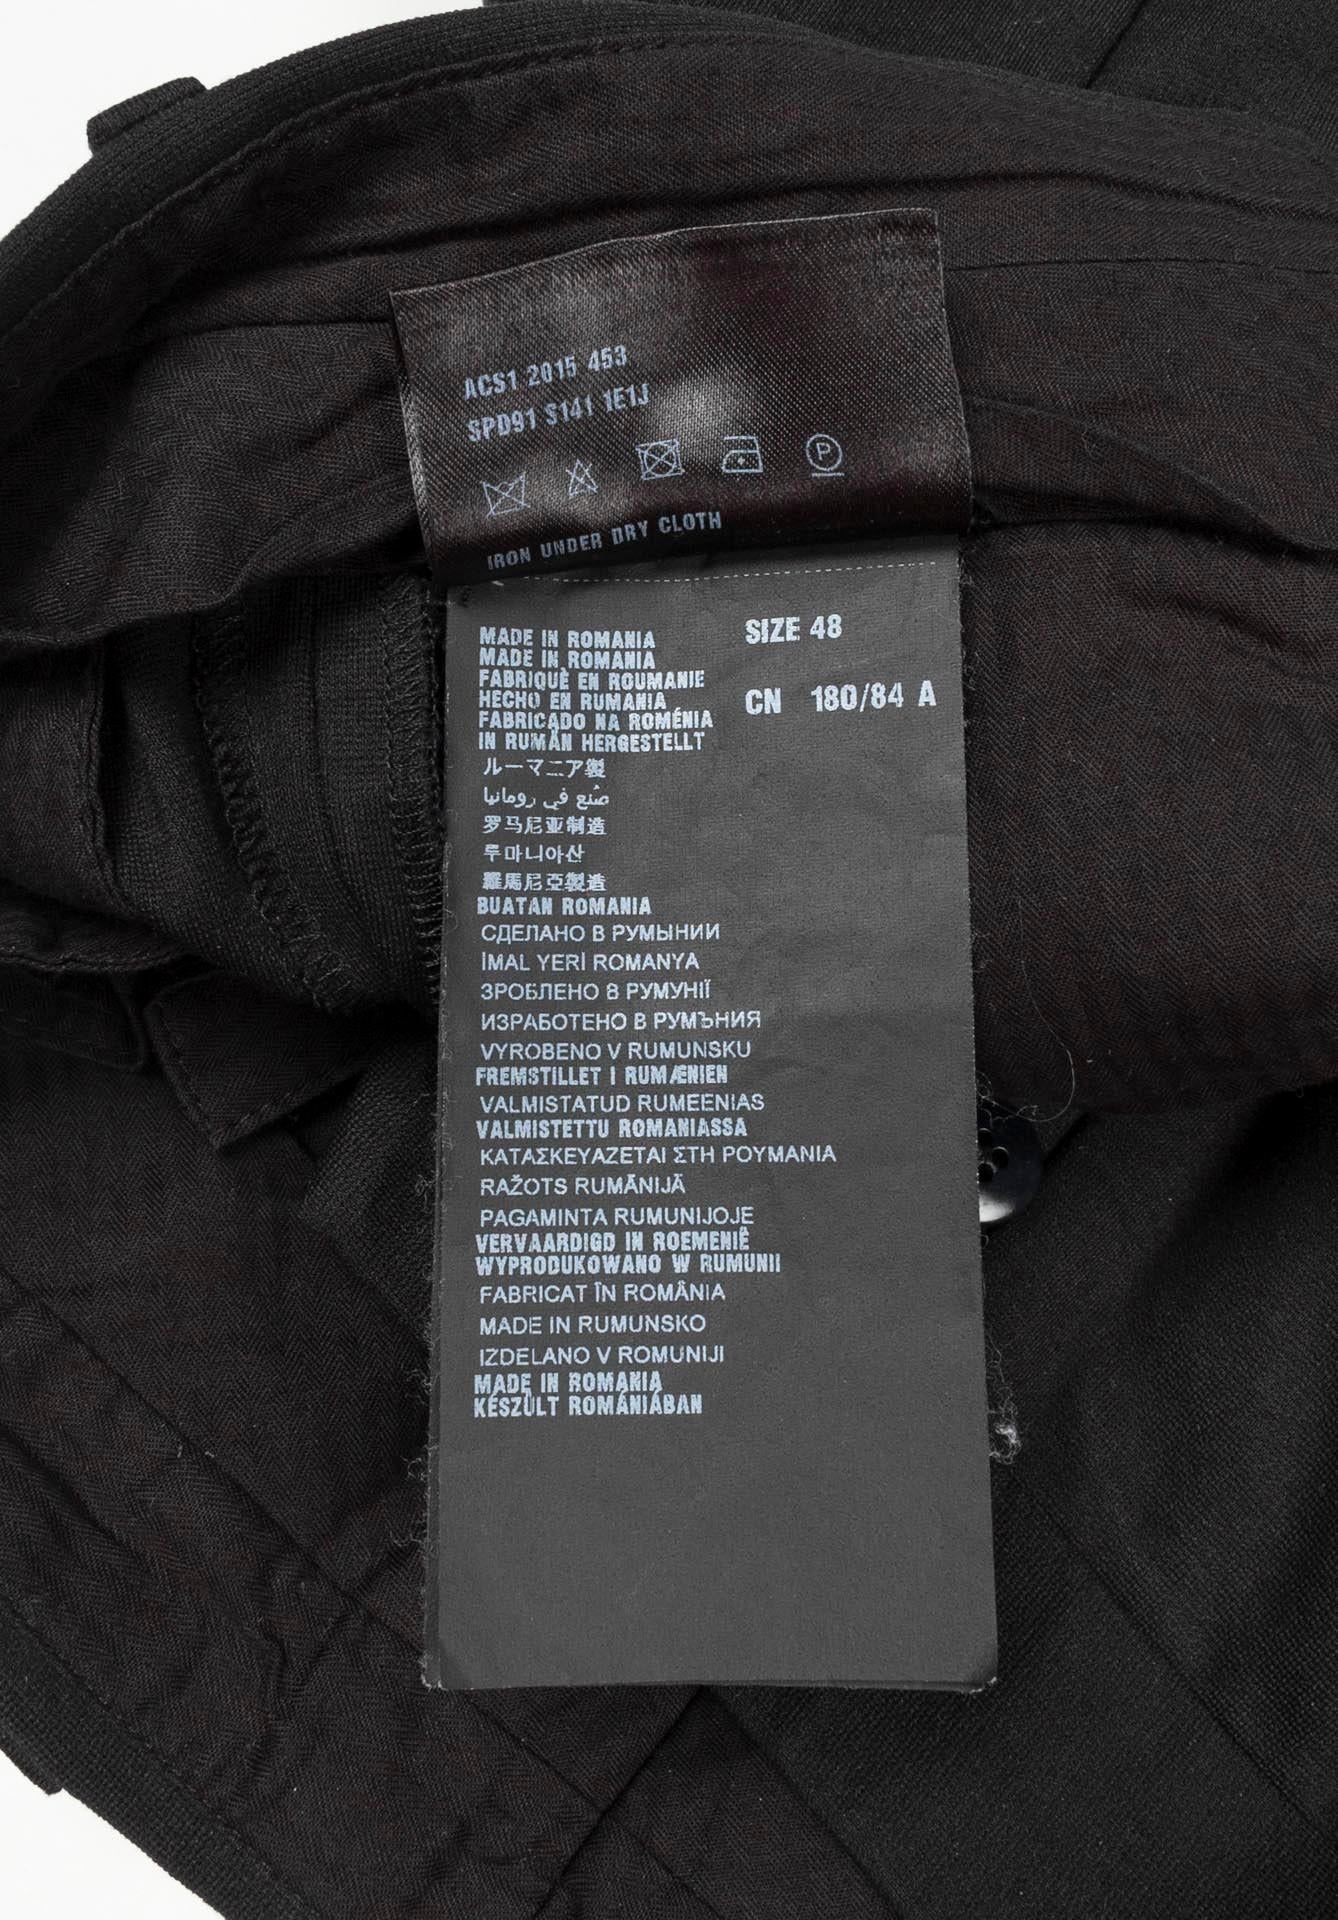 ACS1 2015 453
SPD91 S141 1E1J
P
IRON UNDER DRY CLOTH
SIZE 48
CN 180/84 A
MADE IN ROMANIA
MADE IN ROMANIA
FABRIQUÈ EN ROUMANIE
HECHO EN RUMANIA
FABRICADO NA ROMÉNIA
IN RUMÄN HERGESTELLT
ルーマニア製
صُنع في رومانيا
罗马尼亚制造
루마니아산
羅馬尼亞製造
BUATAN ROMANIA
СДЕЛАНО В РУМЫНИИ
İMAL YERİ ROMANYA
ЗРОБЛЕНО В РУМУНІЇ
ИЗРАБОТЕНО В РУМЪНИЯ
VYROBENO V RUMUNSKU
FREMSTILLET I RUMÆNIEN
VALMISTATUD RUMEENIAS
VALMISTETTU ROMANIASSA
ΚΑΤΑΣΚΕΥΑΖΕΤΑΙ ΣΤΗ ΡΟΥΜΑΝΙΑ
RAŽOTS RUMĀNIJĀ
PAGAMINTA RUMUNIJOJE
VERVAARDIGD IN ROEMENIË
WYPRODUKOWANO W RUMUNII
FABRICAT ÎN ROMÂNIA
MADE IN RUMUNSKO
IZDELANO V ROMUNIJI
MADE IN ROMANIA
KÉSZÜLT ROMÁNIÁBAN